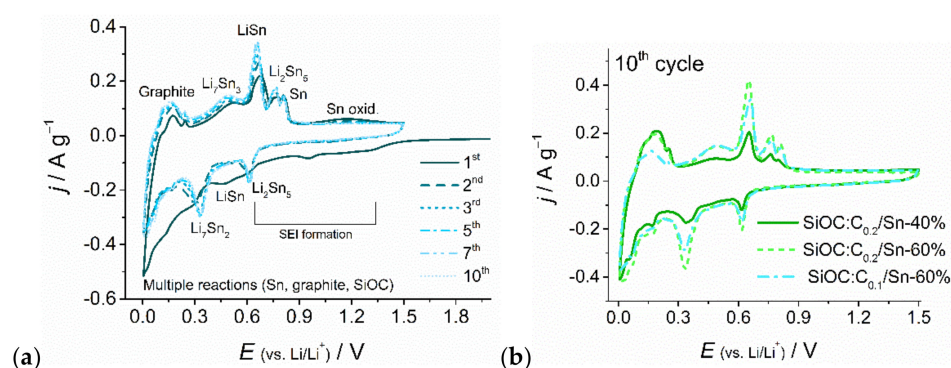 (a)
j / A g⁻¹
0.4
0.2
0.0
-0.2
-0.4
-0.6
LiSn
Li₇Sn₃
Li₂Sn₅
Graphite
Sn
Sn oxid.
LiSn
Li₂Sn₅
Li₇Sn₂
SEI formation
1ˢᵗ
2ⁿᵈ
3ʳᵈ
5ᵗʰ
7ᵗʰ
10ᵗʰ
Multiple reactions (Sn, graphite, SiOC)
0.0 0.3 0.6 0.9 1.2 1.5 1.8
E (vs. Li/Li⁺) / V
(b)
j / A g⁻¹
0.4
0.2
0.0
-0.2
-0.4
10ᵗʰ cycle
SiOC:C₀.₂/Sn-40%
SiOC:C₀.₂/Sn-60%
SiOC:C₀.₁/Sn-60%
0.0 0.3 0.6 0.9 1.2 1.5
E (vs. Li/Li⁺) / V